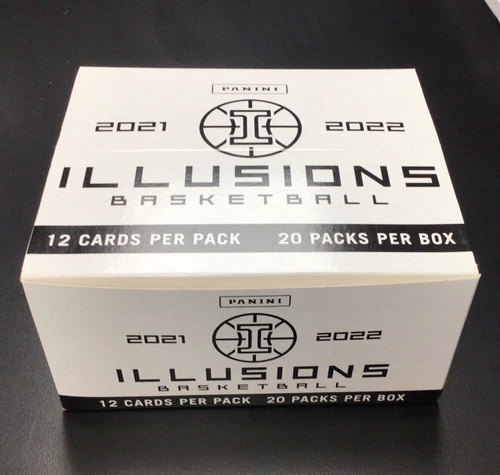 PANINI
2021 2022
ILLUSIONS
BASKETBALL
12 CARDS PER PACK 20 PACKS PER BOX
PANINI
2021 2022
ILLUSIONS
BASKETBALL
12 CARDS PER PACK 20 PACKS PER BOX